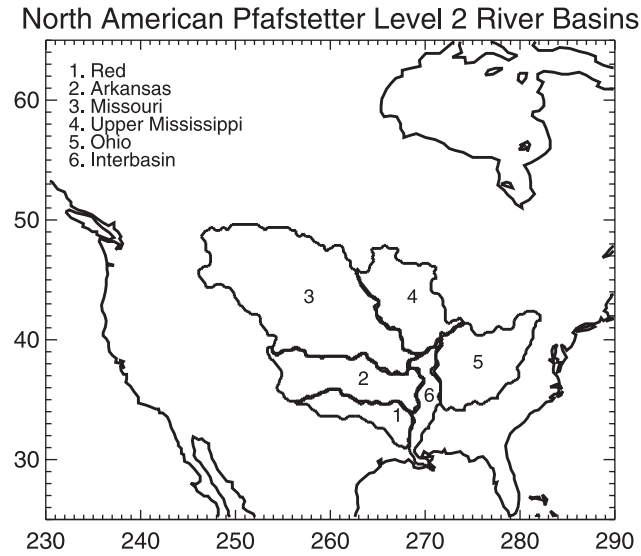 North American Pfafstetter Level 2 River Basins
1. Red
2. Arkansas
3. Missouri
4. Upper Mississippi
5. Ohio
6. Interbasin
60
50
40
30
3
4
5
2
6
1
230 240 250 260 270 280 290